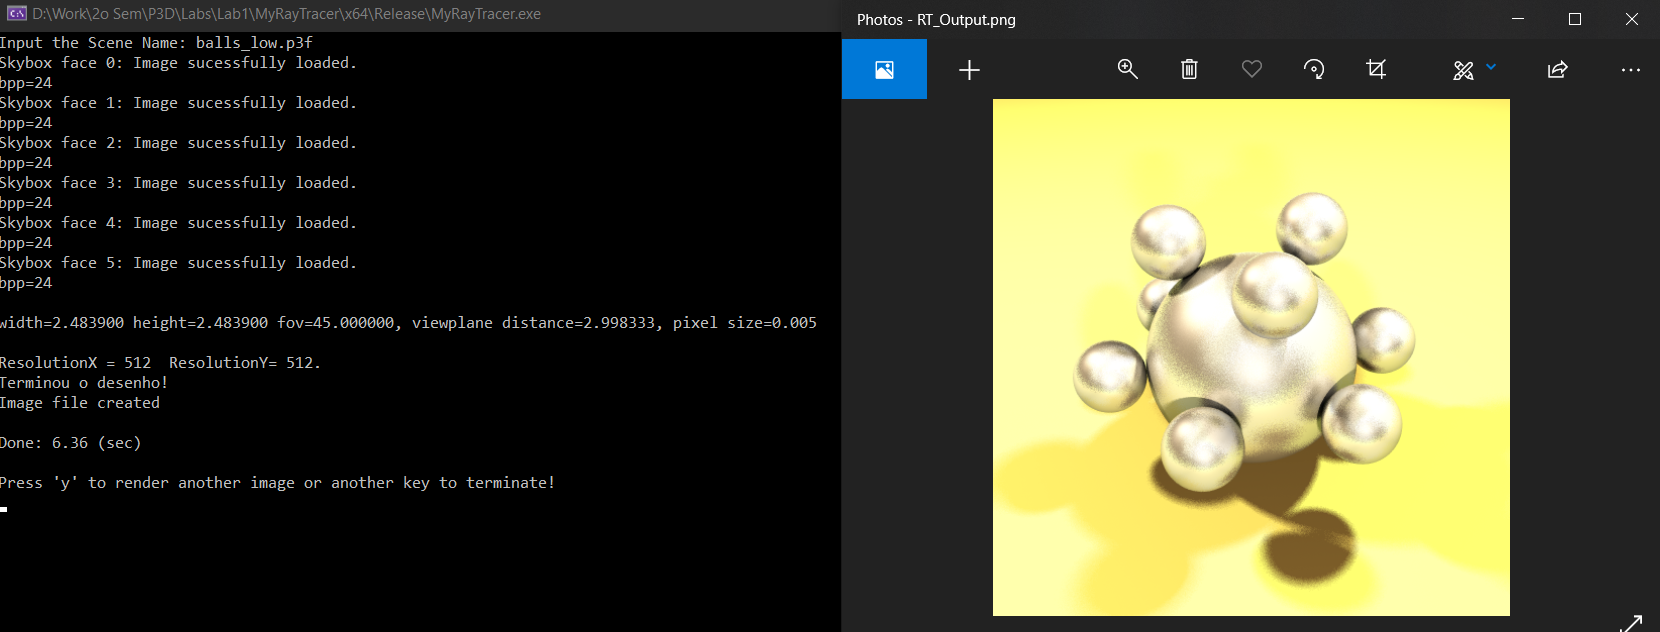 D:\Work\2o Sem\P3D\Labs\Lab1\MyRayTracer\x64\Release\MyRayTracer.exe
Input the Scene Name: balls_low.p3f
Skybox face 0: Image sucessfully loaded.
bpp=24
Skybox face 1: Image sucessfully loaded.
bpp=24
Skybox face 2: Image sucessfully loaded.
bpp=24
Skybox face 3: Image sucessfully loaded.
bpp=24
Skybox face 4: Image sucessfully loaded.
bpp=24
Skybox face 5: Image sucessfully loaded.
bpp=24
width=2.483900 height=2.483900 fov=45.000000, viewplane distance=2.998333, pixel size=0.005
ResolutionX = 512  ResolutionY= 512.
Terminou o desenho!
Image file created
Done: 6.36 (sec)
Press 'y' to render another image or another key to terminate!
Photos - RT_Output.png